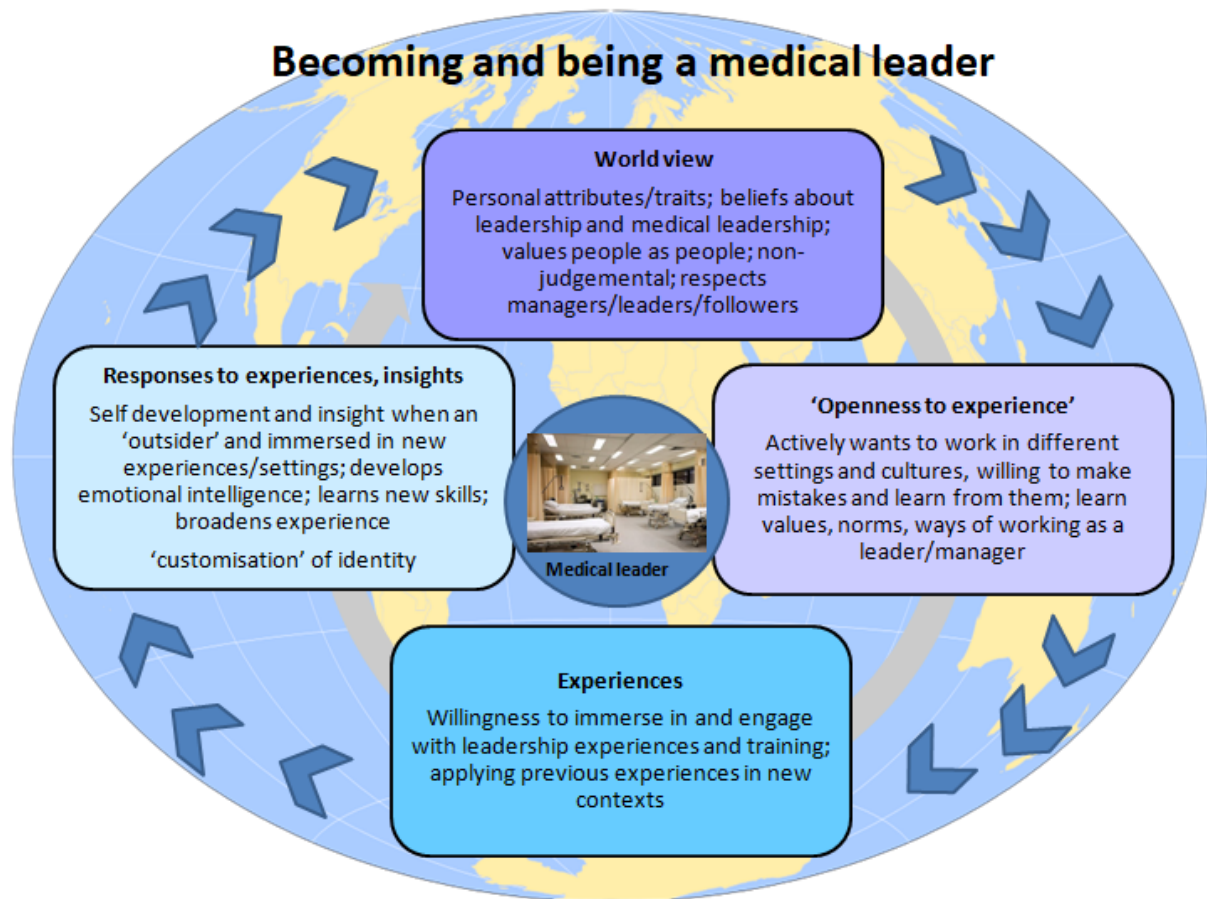 Becoming and being a medical leader
World view
Personal attributes/traits; beliefs about
leadership and medical leadership;
values people as people; non-
judgemental; respects
managers/leaders/followers
Responses to experiences, insights
Self development and insight when an
‘outsider’ and immersed in new
experiences/settings; develops
emotional intelligence; learns new skills;
broadens experience
‘customisation’ of identity
Medical leader
‘Openness to experience’
Actively wants to work in different
settings and cultures, willing to make
mistakes and learn from them; learn
values, norms, ways of working as a
leader/manager
Experiences
Willingness to immerse in and engage
with leadership experiences and training;
applying previous experiences in new
contexts